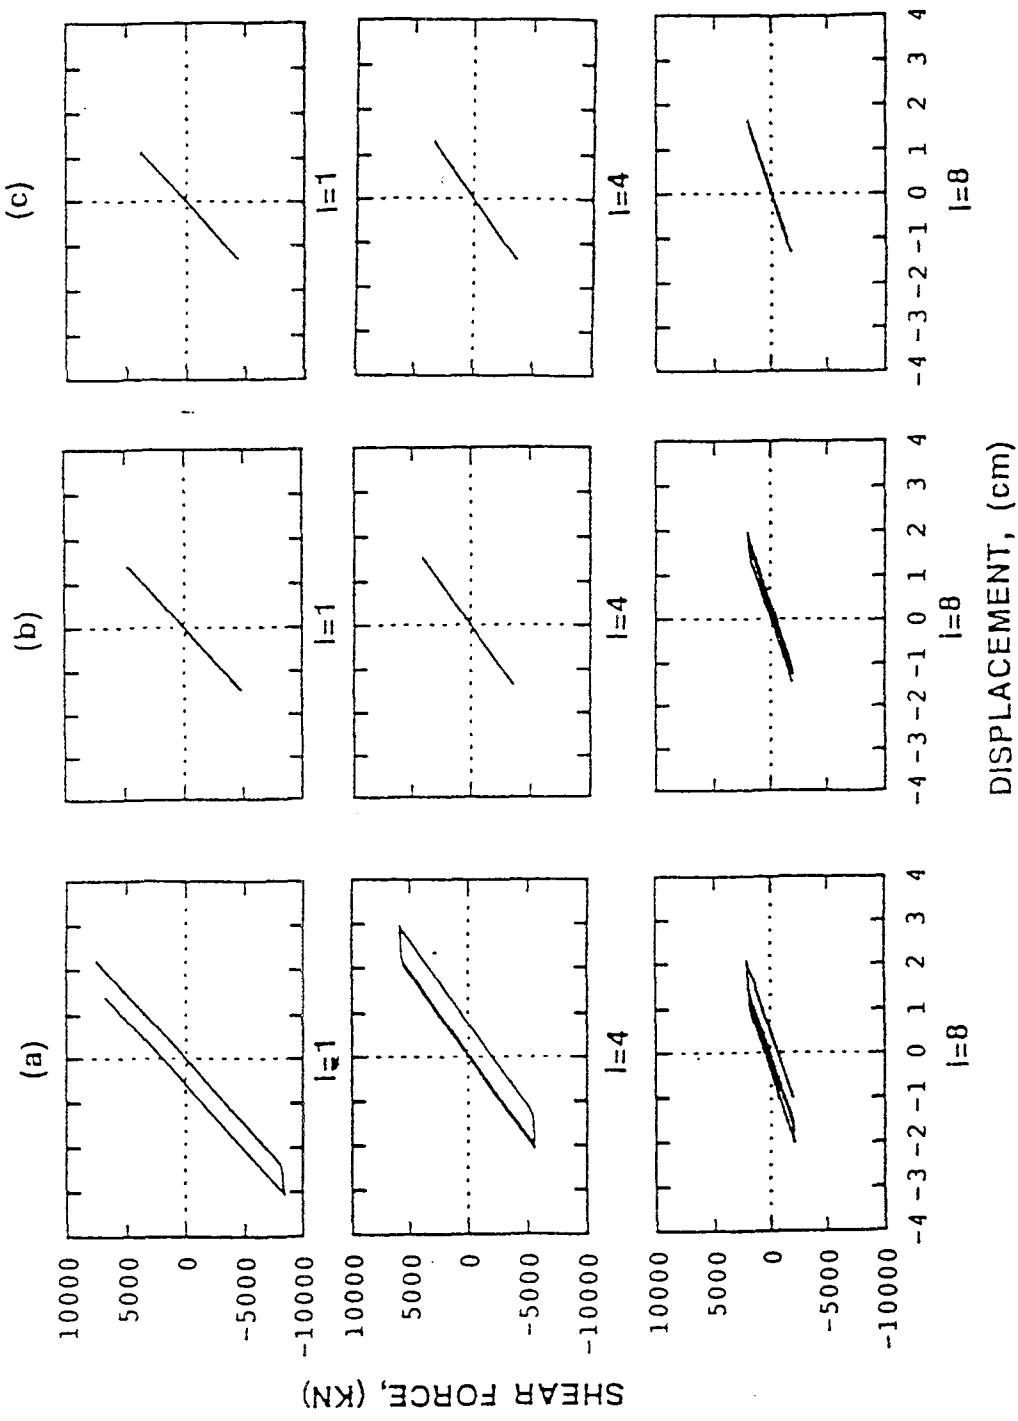 (a)
(b)
(c)
10000
5000
0
-5000
-10000
I=1
I=1
I=1
10000
5000
0
-5000
-10000
I=4
I=4
I=4
10000
5000
0
-5000
-10000
-4 -3 -2 -1 0 1 2 3 4
-4 -3 -2 -1 0 1 2 3 4
-4 -3 -2 -1 0 1 2 3 4
I=8
I=8
I=8
SHEAR FORCE, (KN)
DISPLACEMENT, (cm)